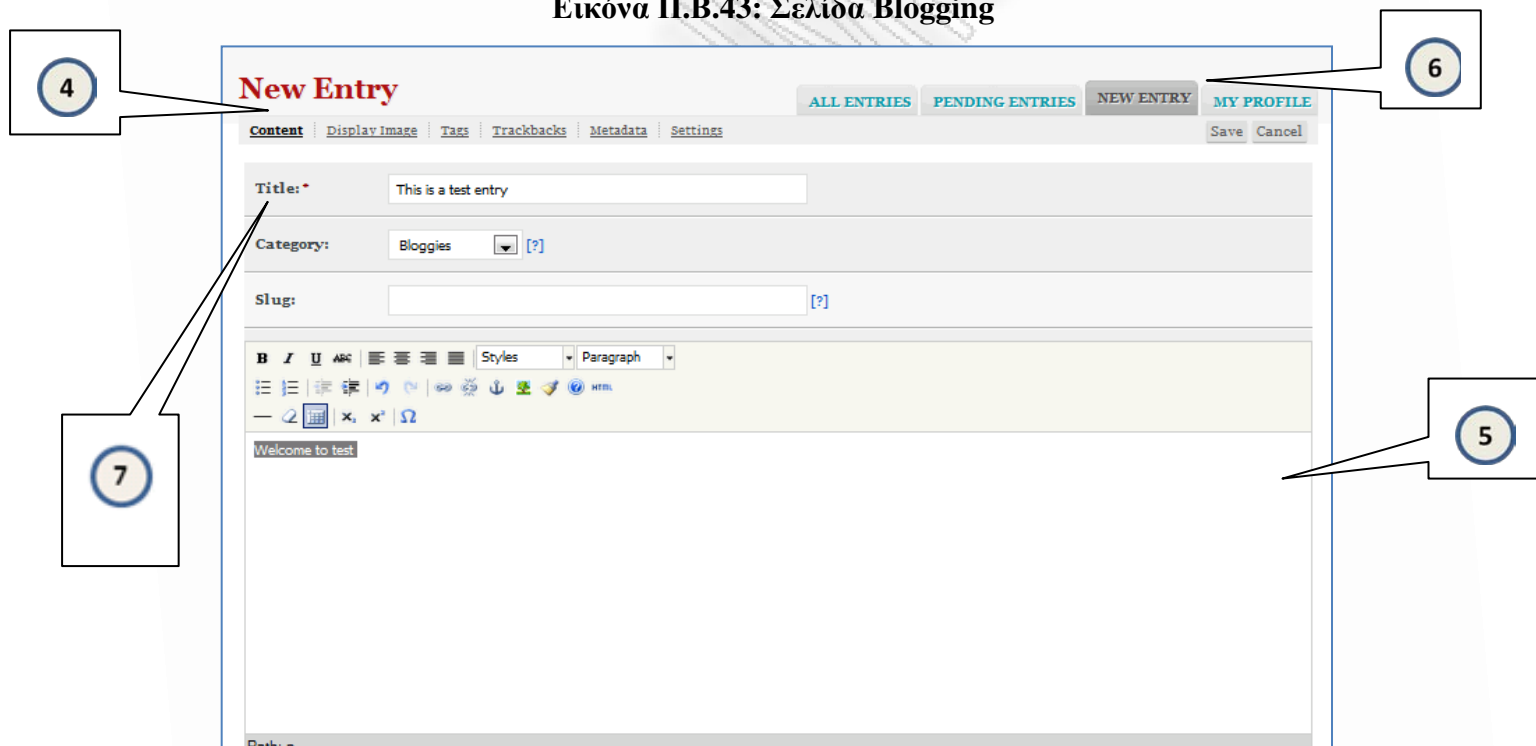 Εικόνα Π.Β.43: Σελίδα Blogging
4
6
New Entry
ALL ENTRIES PENDING ENTRIES NEW ENTRY MY PROFILE
Content Display Image Tags Trackbacks Metadata Settings Save Cancel
Title:* This is a test entry
Category: Bloggies [?]
Slug: [?]
B I U ABC Styles Paragraph
HTML
x₂ x² Ω
Welcome to test
5
7
Path: p